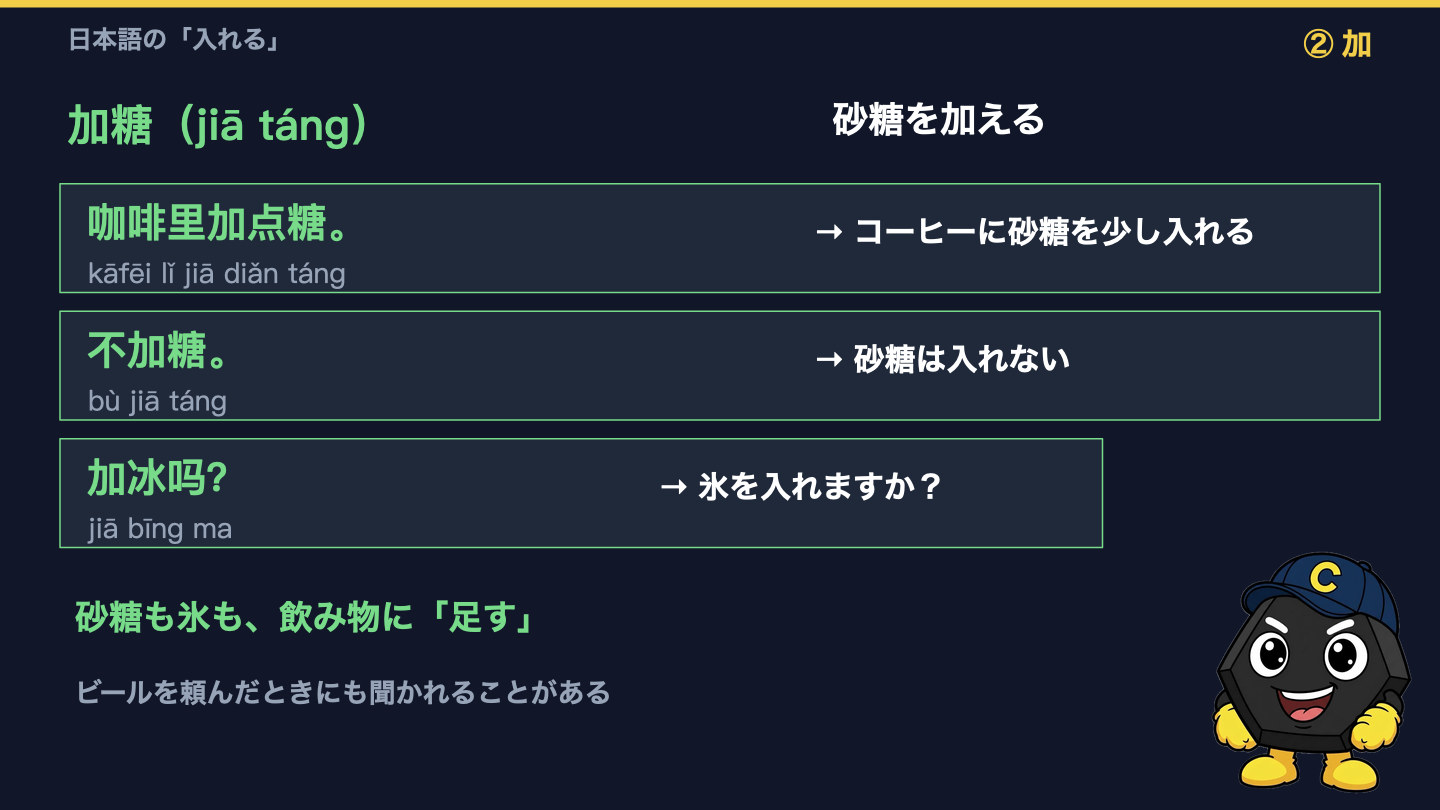 日本語の「入れる」
② 加
加糖（jiā táng）
砂糖を加える
咖啡里加点糖。
→ コーヒーに砂糖を少し入れる
kāfēi lǐ jiā diǎn táng
不加糖。
→ 砂糖は入れない
bù jiā táng
加冰吗?
→ 氷を入れますか？
jiā bīng ma
砂糖も氷も、飲み物に「足す」
ビールを頼んだときにも聞かれることがある
C